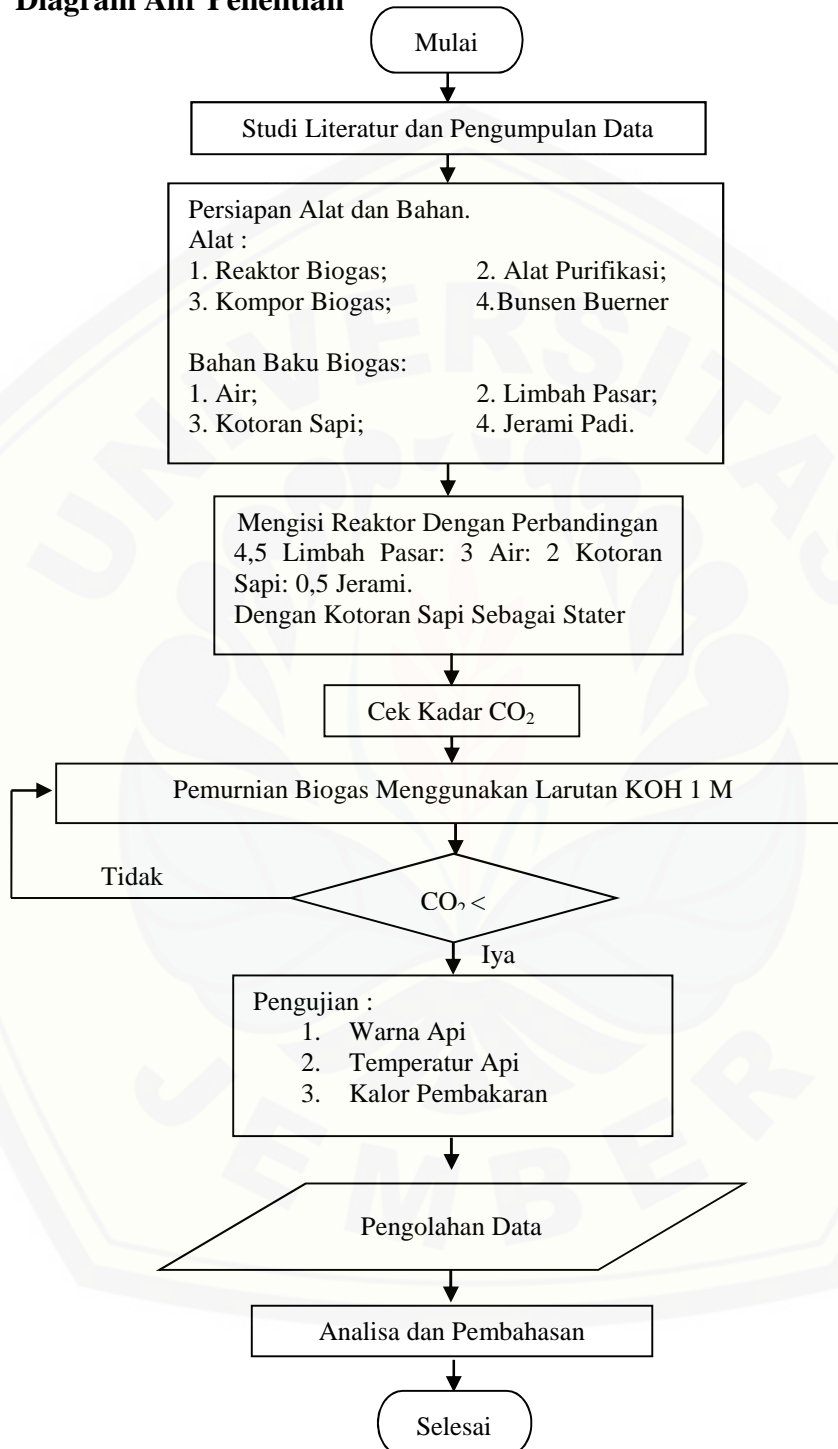 Diagram Alir Penelitian
Mulai
Studi Literatur dan Pengumpulan Data
Persiapan Alat dan Bahan.
Alat :
1. Reaktor Biogas; 2. Alat Purifikasi;
3. Kompor Biogas; 4.Bunsen Buerner
Bahan Baku Biogas:
1. Air; 2. Limbah Pasar;
3. Kotoran Sapi; 4. Jerami Padi.
Mengisi Reaktor Dengan Perbandingan
4,5 Limbah Pasar: 3 Air: 2 Kotoran
Sapi: 0,5 Jerami.
Dengan Kotoran Sapi Sebagai Stater
Cek Kadar CO₂
Pemurnian Biogas Menggunakan Larutan KOH 1 M
Tidak
CO₂ <
Iya
Pengujian :
1. Warna Api
2. Temperatur Api
3. Kalor Pembakaran
Pengolahan Data
Analisa dan Pembahasan
Selesai
UNIVERSITAS
JEMBER